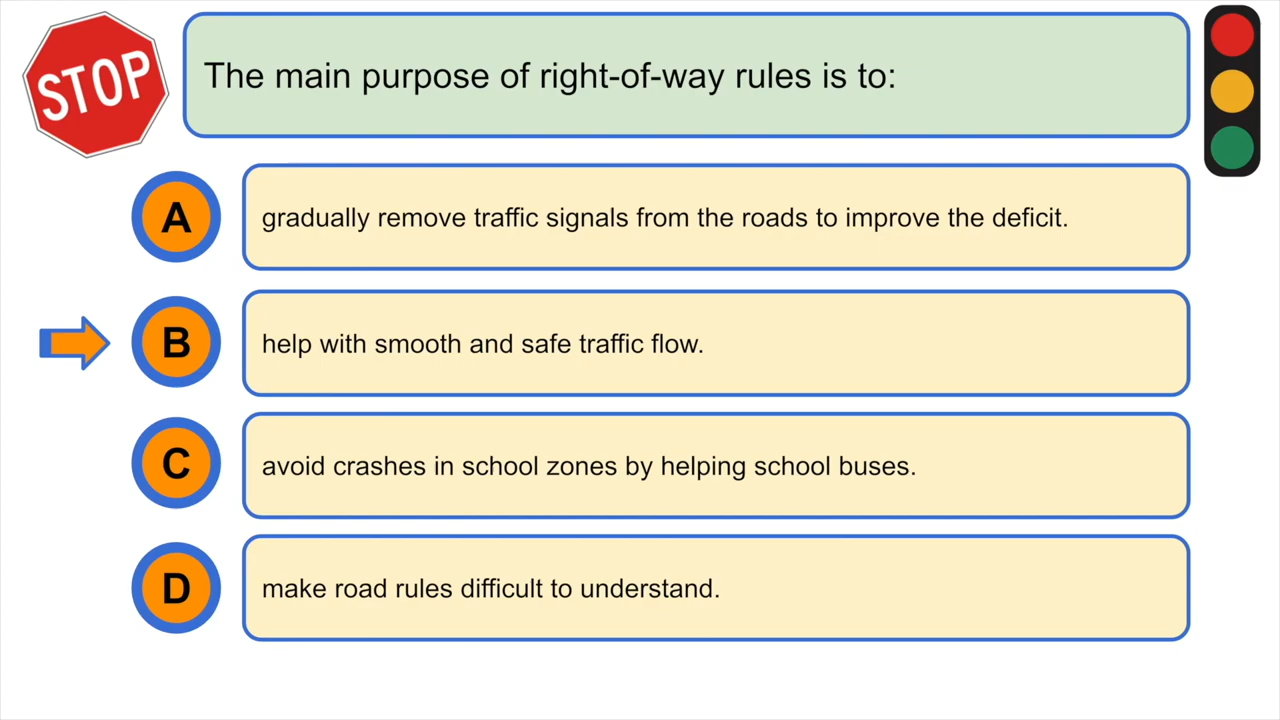 STOP
The main purpose of right-of-way rules is to:
A
gradually remove traffic signals from the roads to improve the deficit.
B
help with smooth and safe traffic flow.
C
avoid crashes in school zones by helping school buses.
D
make road rules difficult to understand.